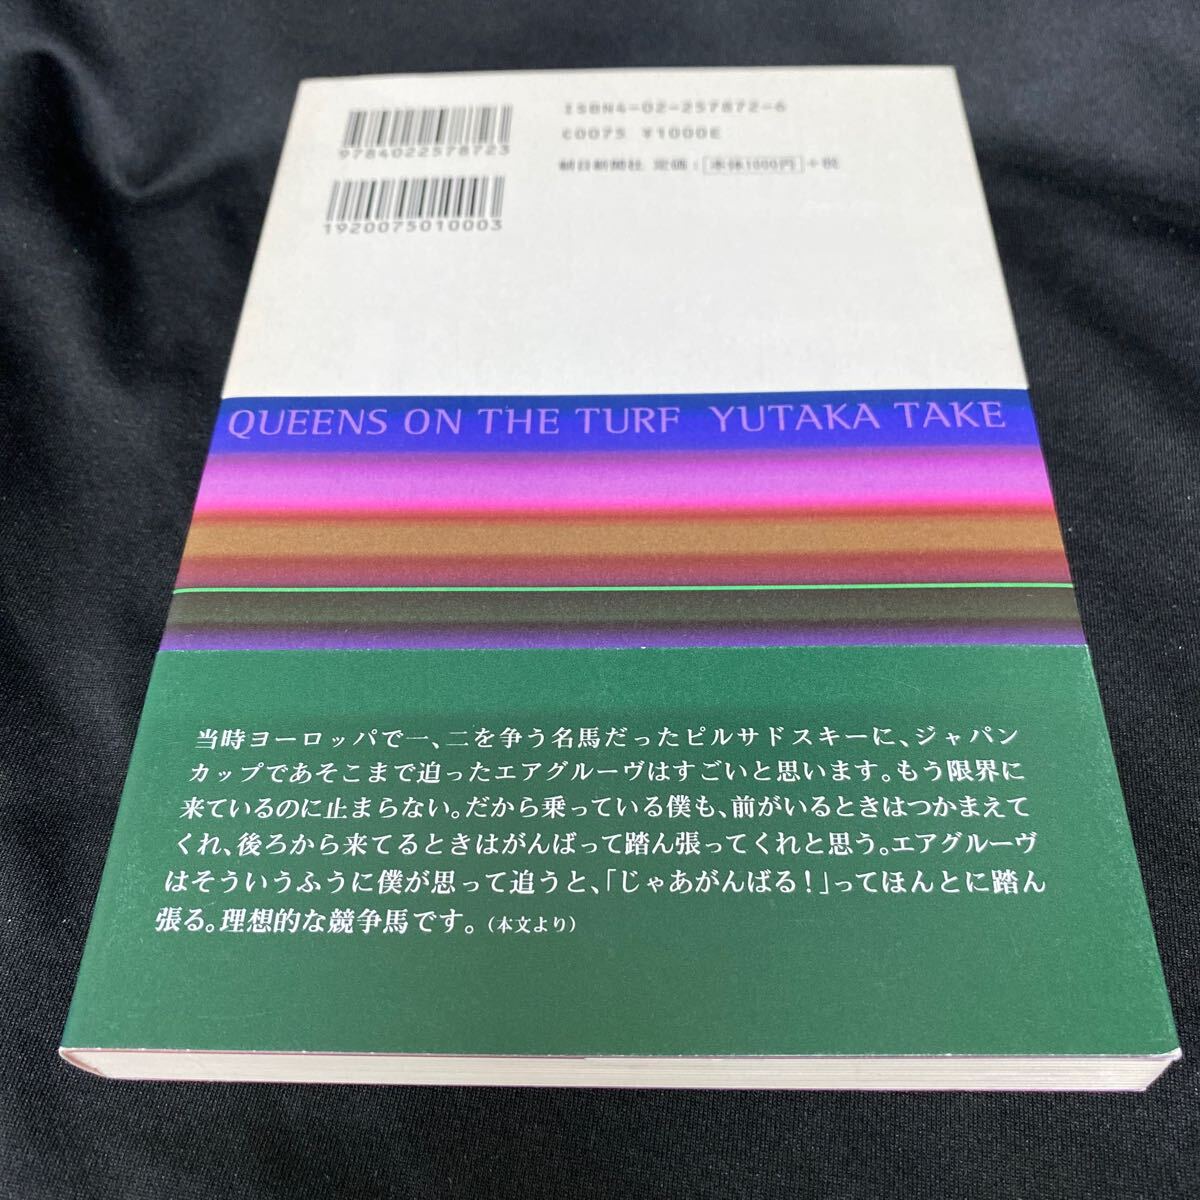 ISBN4-02-257872-6
C0075 ¥1000E
朝日新聞社 定価:本体1000円+税
9784022578723
1920075010003
QUEENS ON THE TURF YUTAKA TAKE
当時ヨーロッパで一、二を争う名馬だったピルサドスキーに、ジャパン
カップであそこまで迫ったエアグルーヴはすごいと思います。もう限界に
来ているのに止まらない。だから乗っている僕も、前がいるときはつかまえて
くれ、後ろから来てるときはがんばって踏ん張ってくれと思う。エアグルーヴ
はそういうふうに僕が思って追うと、「じゃあがんばる!」ってほんとに踏ん
張る。理想的な競争馬です。(本文より)